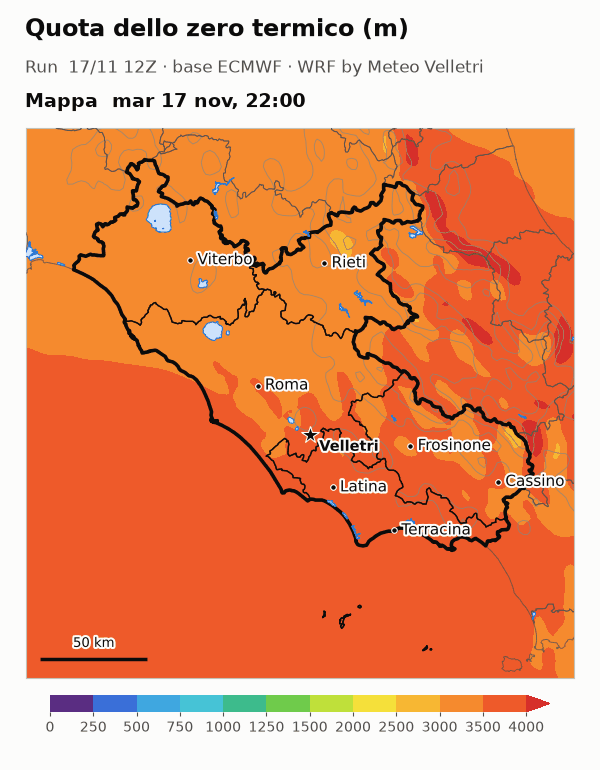 Quota dello zero termico (m)
Run  17/11 12Z · base ECMWF · WRF by Meteo Velletri
Mappa  mar 17 nov, 22:00
Viterbo
Rieti
Roma
Velletri
Frosinone
Cassino
Latina
Terracina
50 km
0 250 500 750 1000 1250 1500 2000 2500 3000 3500 4000